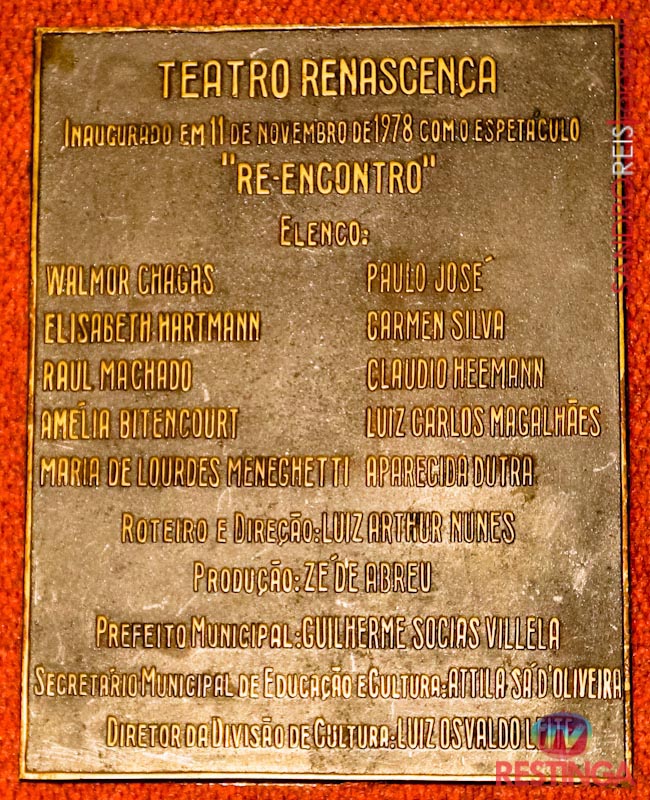 TEATRO RENASCENÇA
INAUGURADO EM 11 DE NOVEMBRO DE 1978 COM O ESPETÁCULO
"RE-ENCONTRO"
ELENCO:
WALMOR CHAGAS PAULO JOSÉ
ELISABETH HARTMANN CARMEN SILVA
RAUL MACHADO CLAUDIO HEEMANN
AMÉLIA BITENCOURT LUIZ CARLOS MAGALHÃES
MARIA DE LOURDES MENEGHETTI APARECIDA DUTRA
ROTEIRO E DIREÇÃO: LUIZ ARTHUR NUNES
PRODUÇÃO: ZÉ DE ABREU
PREFEITO MUNICIPAL: GUILHERME SOCIAS VILLELA
SECRETÁRIO MUNICIPAL DE EDUCAÇÃO E CULTURA: ATTILA SÁ D'OLIVEIRA
DIRETOR DA DIVISÃO DE CULTURA: LUIZ OSVALDO
REIS
TV
RESTINGA